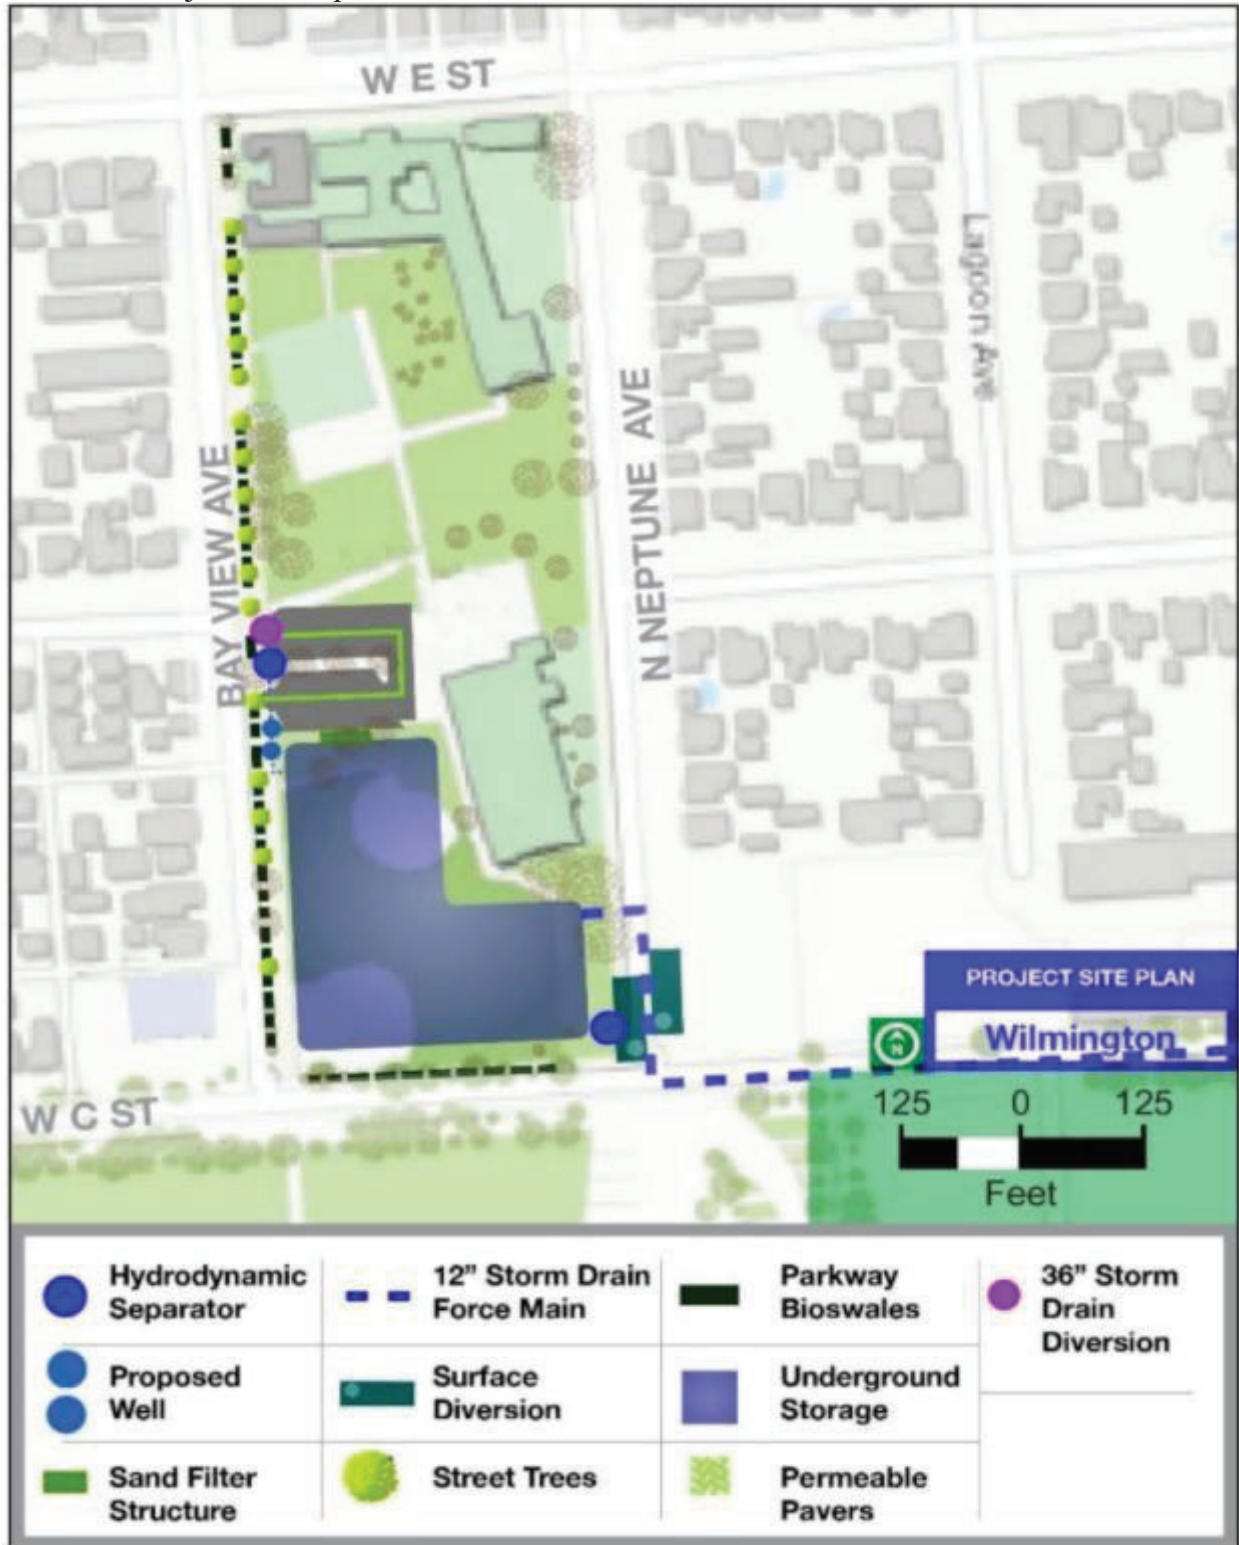 W E ST
Lagoon Ave
N NEPTUNE AVE
BAY VIEW AVE
PROJECT SITE PLAN
Wilmington
N
W C ST
125 0 125
Feet
Hydrodynamic
Separator
12” Storm Drain
Force Main
Parkway
Bioswales
36” Storm
Drain
Diversion
Proposed
Well
Surface
Diversion
Underground
Storage
Sand Filter
Structure
Street Trees
Permeable
Pavers